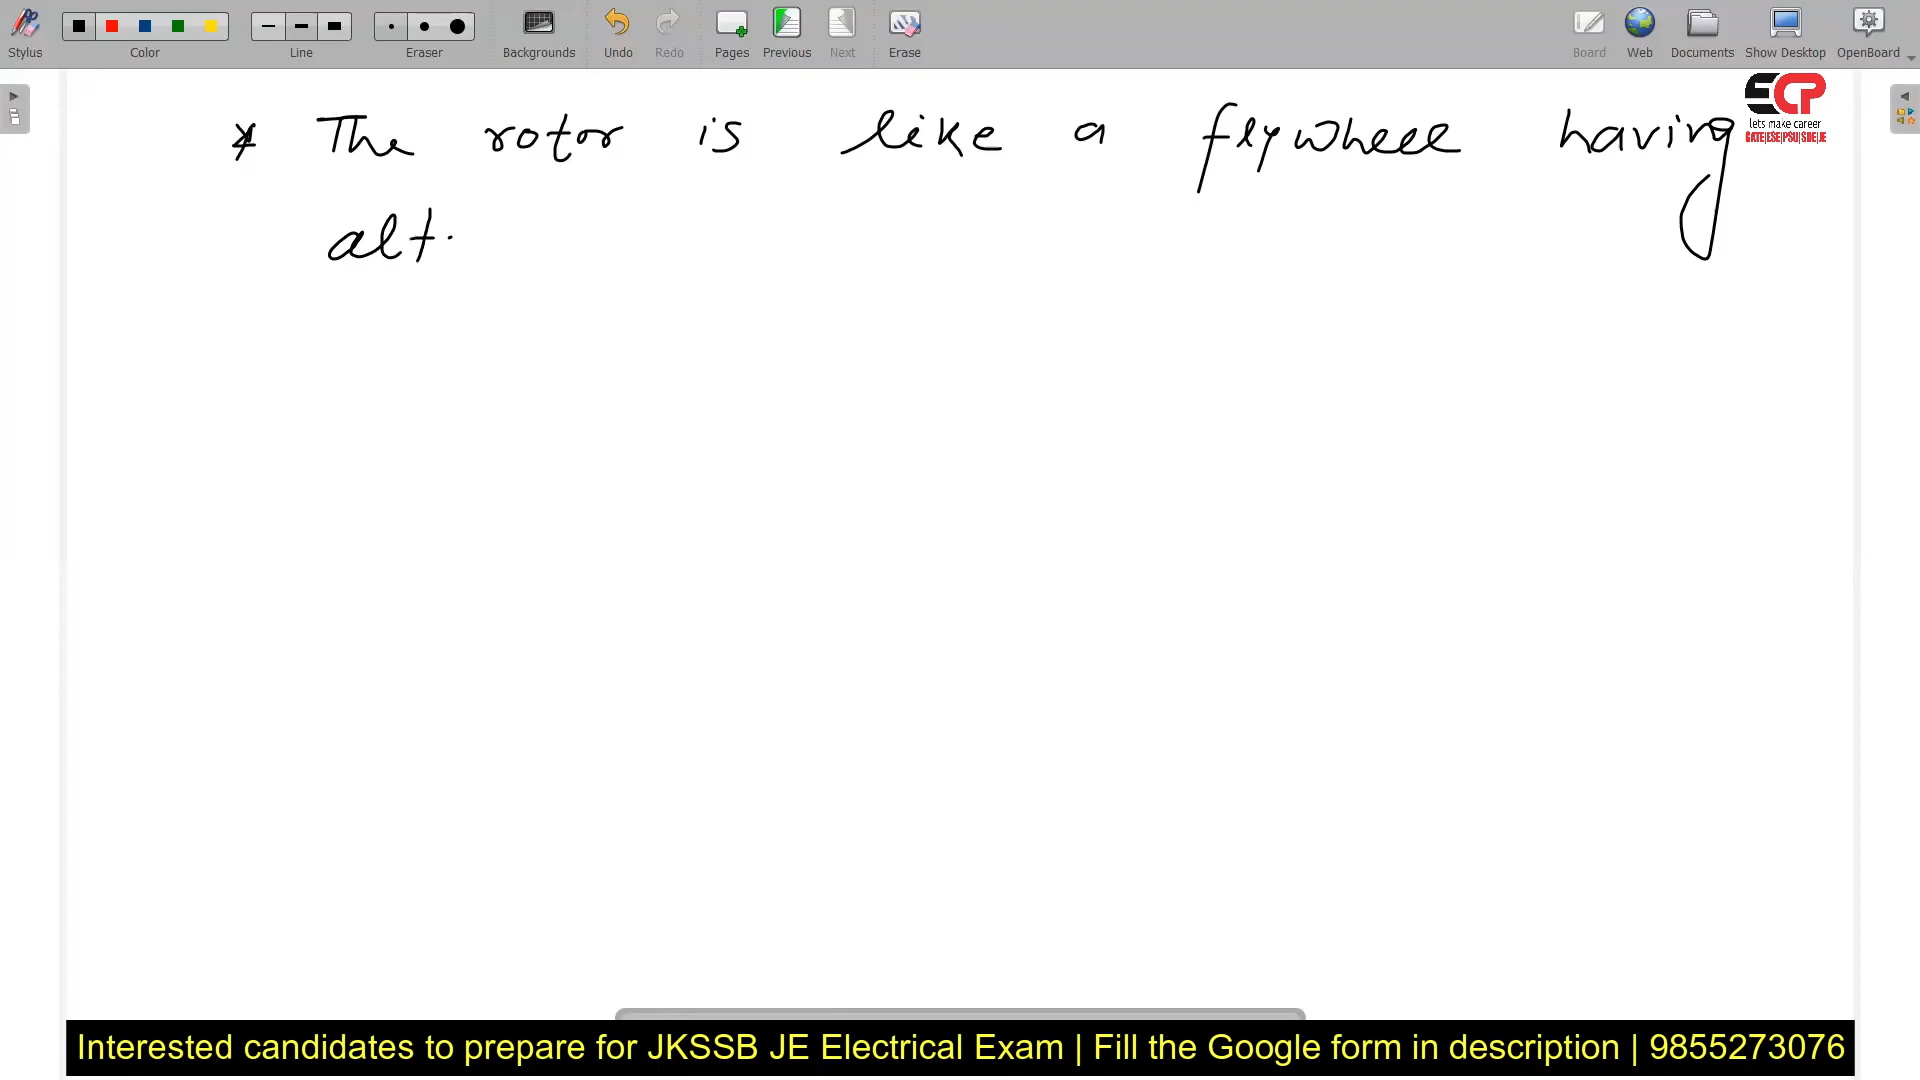 Stylus Color Line Eraser Backgrounds Undo Redo Pages Previous Next Erase Board Web Documents Show Desktop OpenBoard
ECP
lets make career
GATE|ESE|PSU|SDE|JE
* The rotor is like a flywheel having
alt.
Interested candidates to prepare for JKSSB JE Electrical Exam | Fill the Google form in description | 9855273076